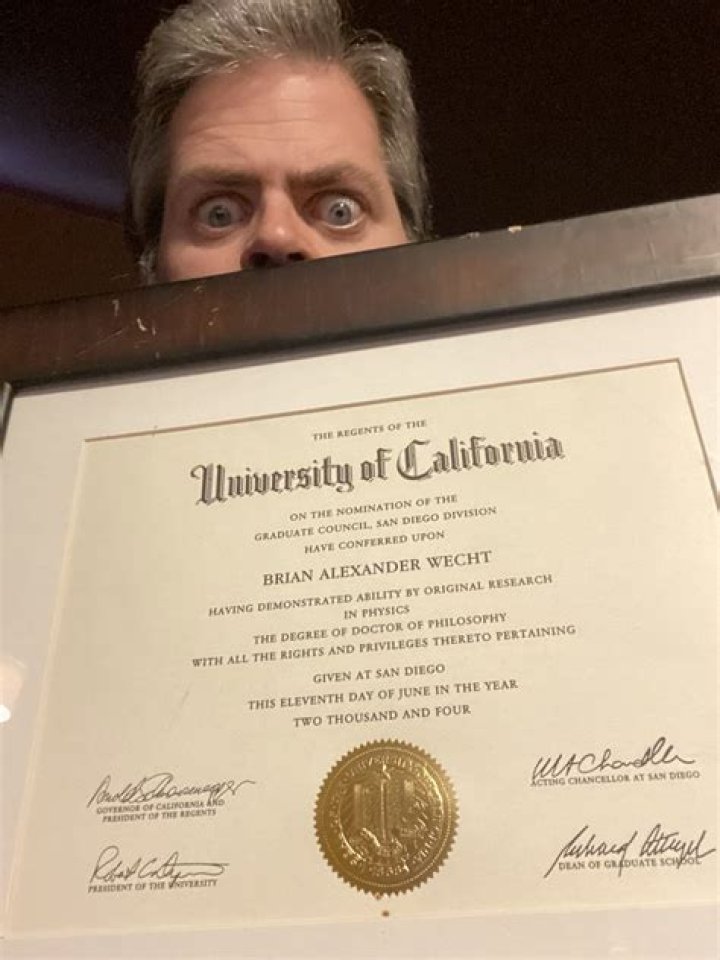 THE REGENTS OF THE
University of California
ON THE NOMINATION OF THE
GRADUATE COUNCIL, SAN DIEGO DIVISION
HAVE CONFERRED UPON
BRIAN ALEXANDER WECHT
HAVING DEMONSTRATED ABILITY BY ORIGINAL RESEARCH
IN PHYSICS
THE DEGREE OF DOCTOR OF PHILOSOPHY
WITH ALL THE RIGHTS AND PRIVILEGES THERETO PERTAINING
GIVEN AT SAN DIEGO
THIS ELEVENTH DAY OF JUNE IN THE YEAR
TWO THOUSAND AND FOUR
GOVERNOR OF CALIFORNIA AND
PRESIDENT OF THE REGENTS
PRESIDENT OF THE UNIVERSITY
ACTING CHANCELLOR AT SAN DIEGO
DEAN OF GRADUATE SCHOOL